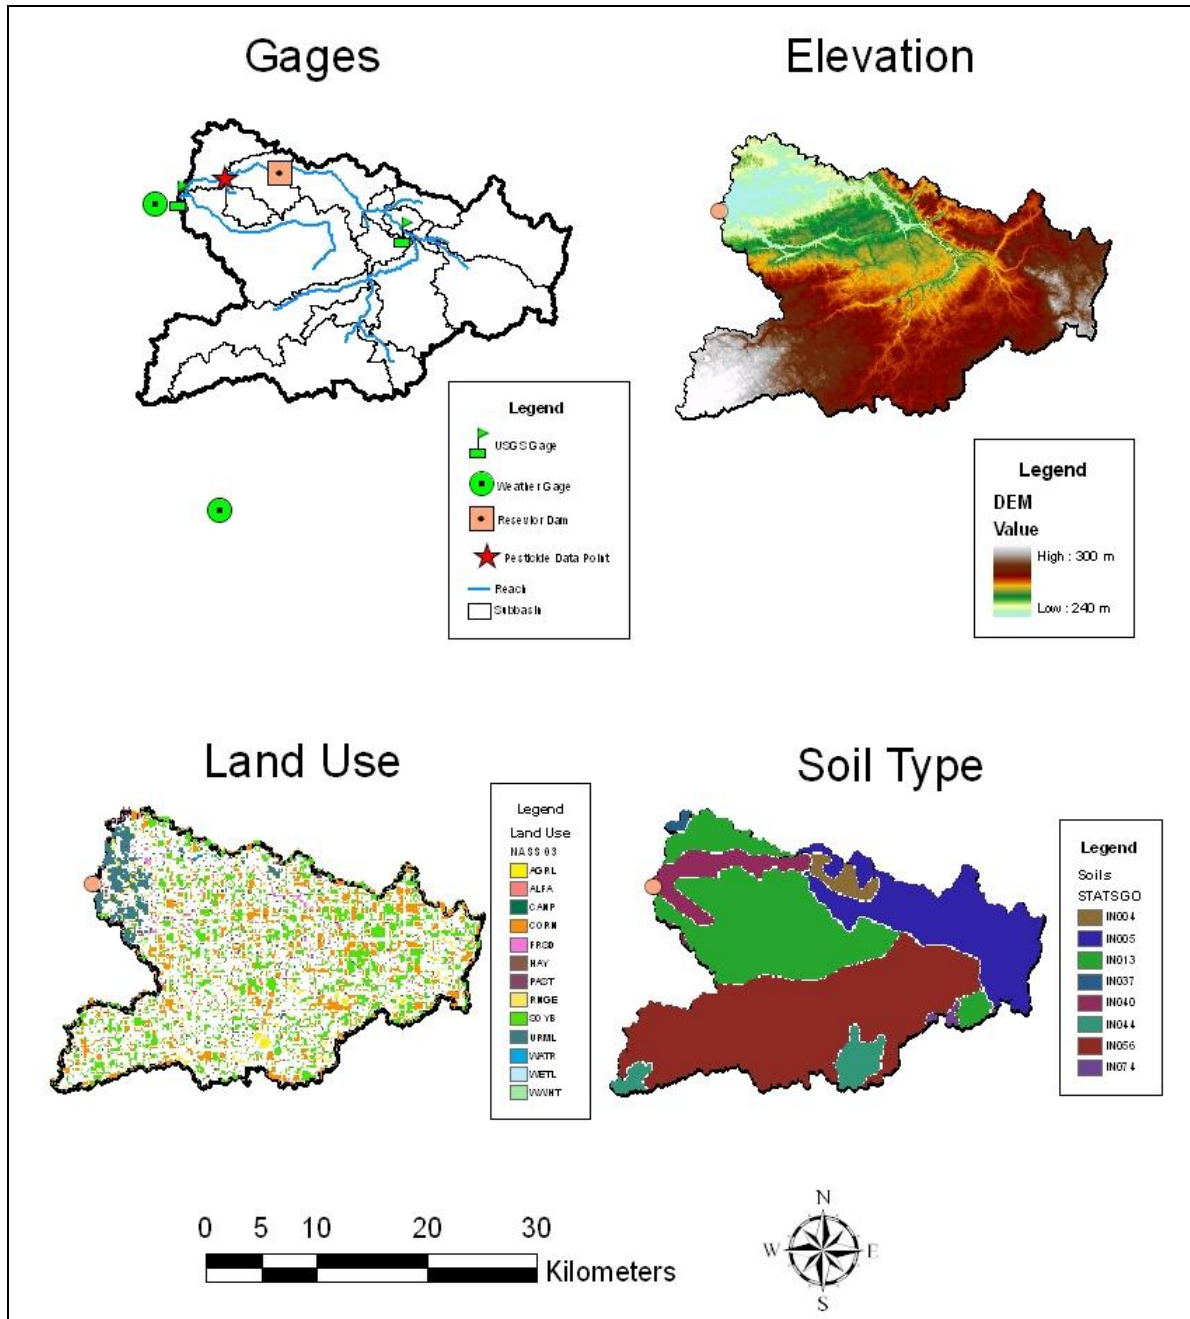 Gages
Elevation
Legend
USGS Gage
Weather Gage
Resevior Dam
Pesticide Data Point
Reach
Subbasin
Legend
DEM
Value
High : 300 m
Low : 240 m
Land Use
Soil Type
Legend
Land Use
NASS 03
AGRL
ALFA
CANP
CORN
FRSD
HAY
PAST
RNGE
SOYB
URML
WATR
WETL
WWHT
Legend
Soils
STATSGO
IN004
IN005
IN013
IN037
IN040
IN044
IN056
IN074
0 5 10 20 30
Kilometers
N
W E
S